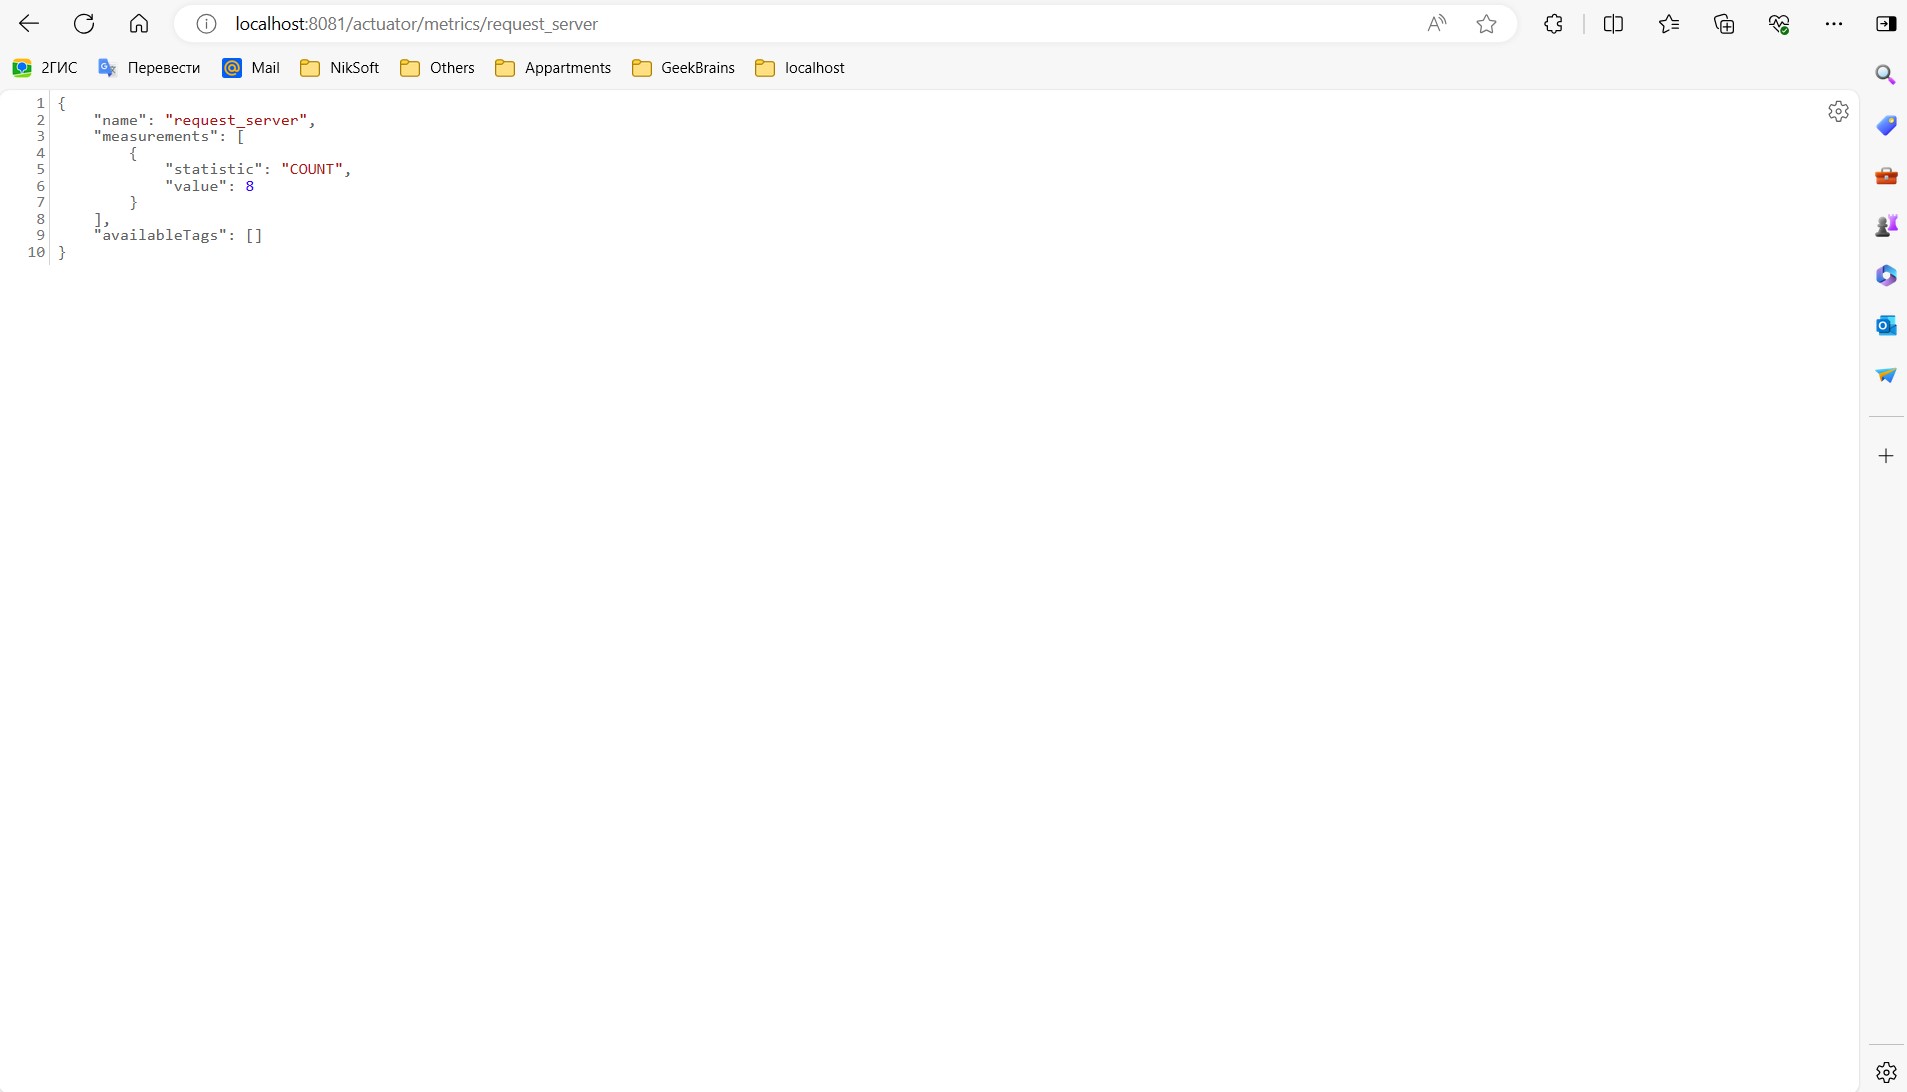 localhost:8081/actuator/metrics/request_server
2ГИС Перевести Mail NikSoft Others Appartments GeekBrains localhost
1 {
2 "name": "request_server",
3 "measurements": [
4 {
5 "statistic": "COUNT",
6 "value": 8
7 }
8 ],
9 "availableTags": []
10 }